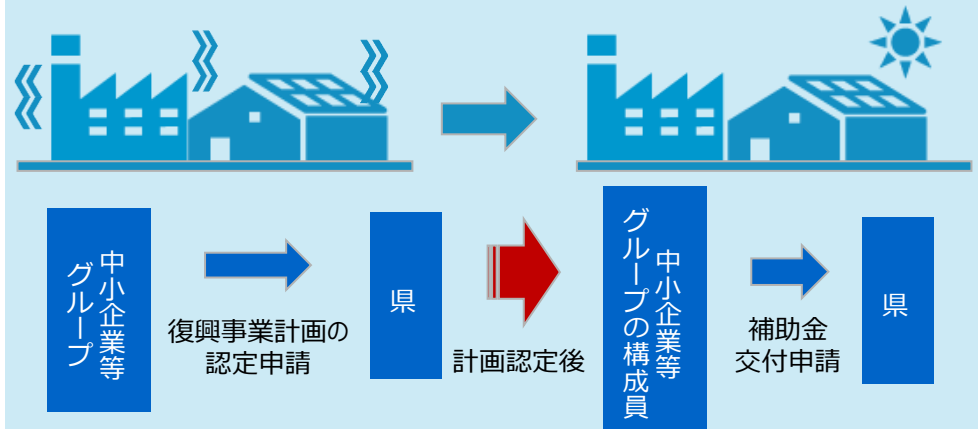 中小企業等
グループ
復興事業計画の
認定申請
県
計画認定後
中小企業等
グループの構成員
補助金
交付申請
県